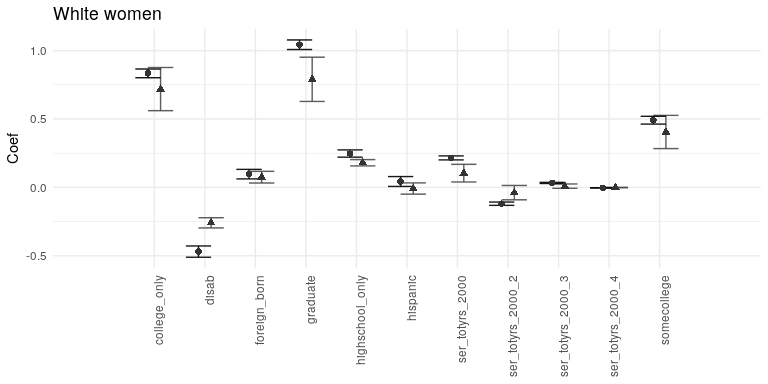 White women
Coef
1.0
0.5
0.0
-0.5
college_only
disab
foreign_born
graduate
highschool_only
hispanic
ser_totyrs_2000
ser_totyrs_2000_2
ser_totyrs_2000_3
ser_totyrs_2000_4
somecollege